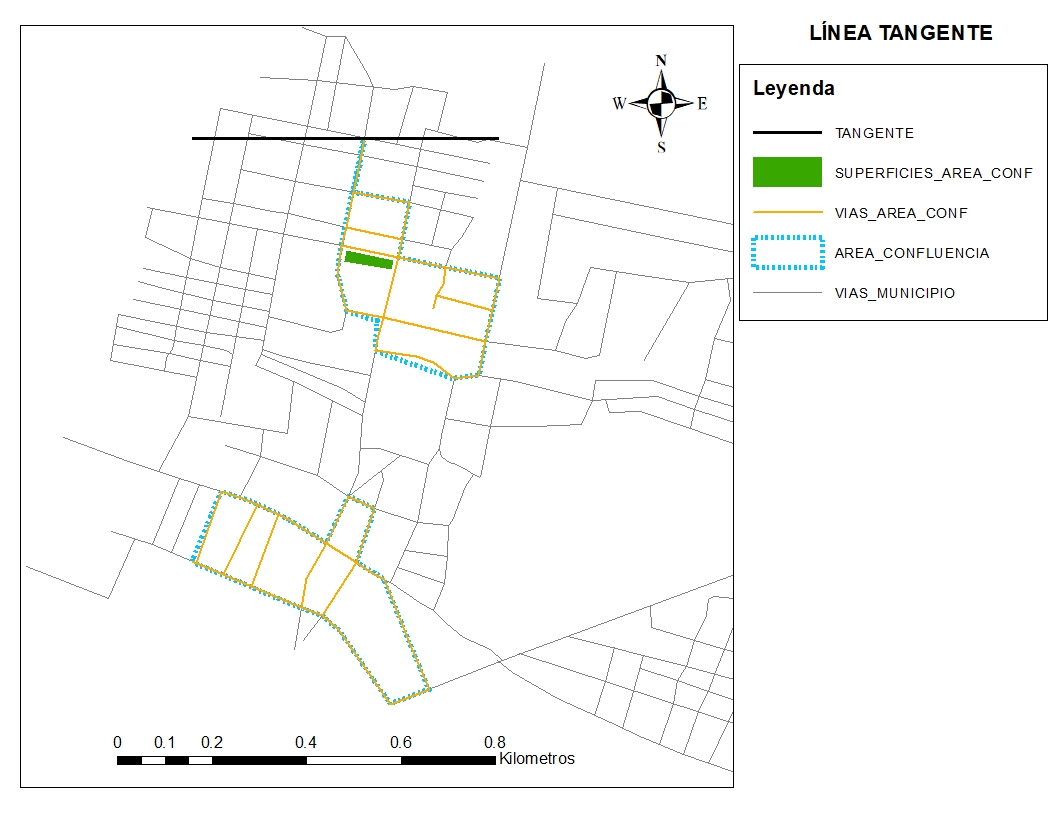 LÍNEA TANGENTE
Leyenda
TANGENTE
SUPERFICIES_AREA_CONF
VIAS_AREA_CONF
AREA_CONFLUENCIA
VIAS_MUNICIPIO
N
W E
S
0 0.1 0.2 0.4 0.6 0.8
Kilometros